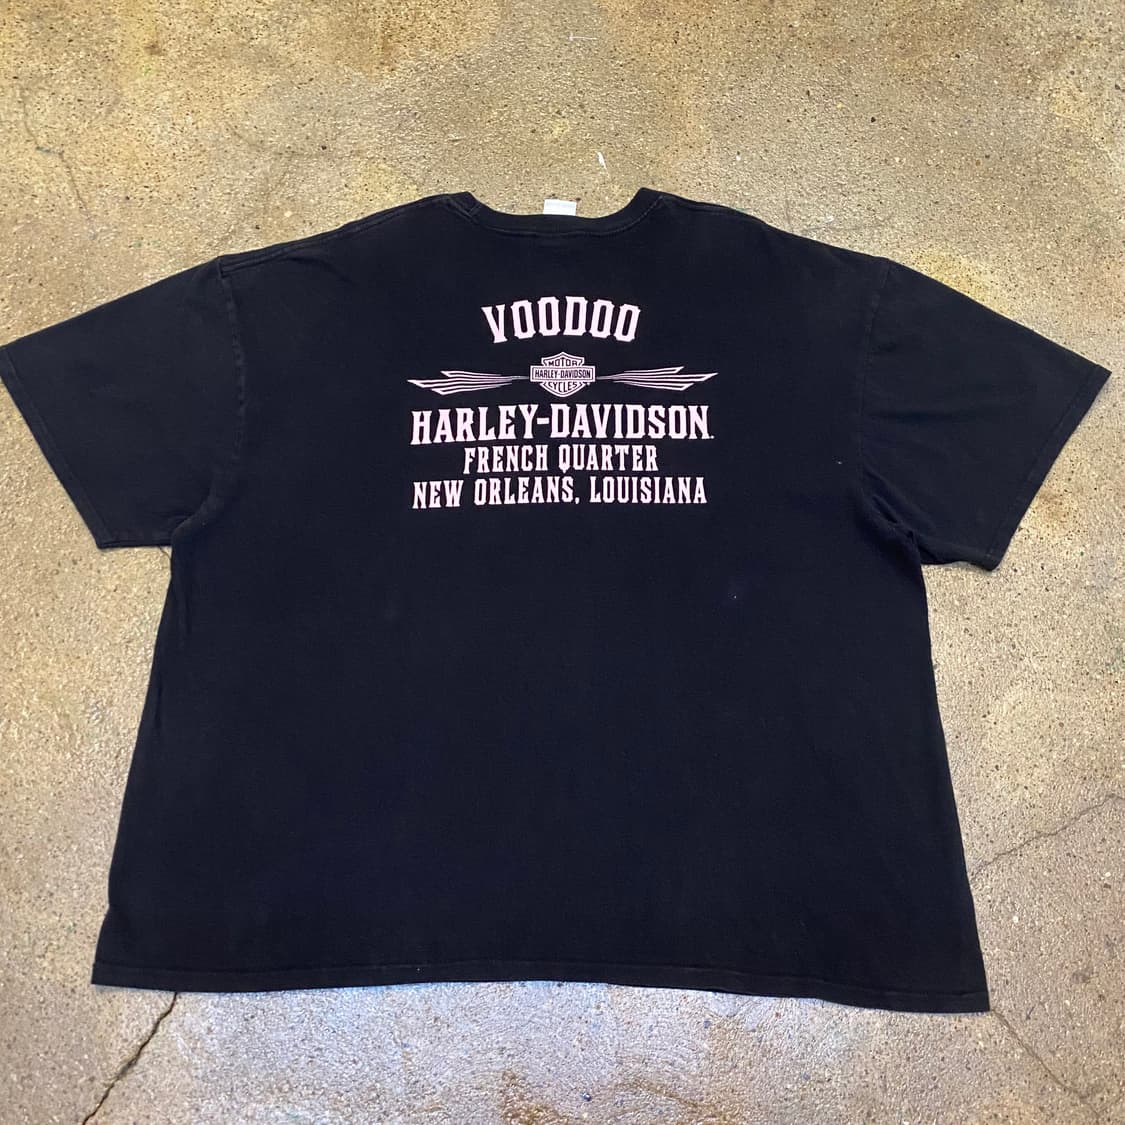 VOODOO
MOTOR
HARLEY-DAVIDSON
CYCLES
HARLEY-DAVIDSON.
FRENCH QUARTER
NEW ORLEANS, LOUISIANA